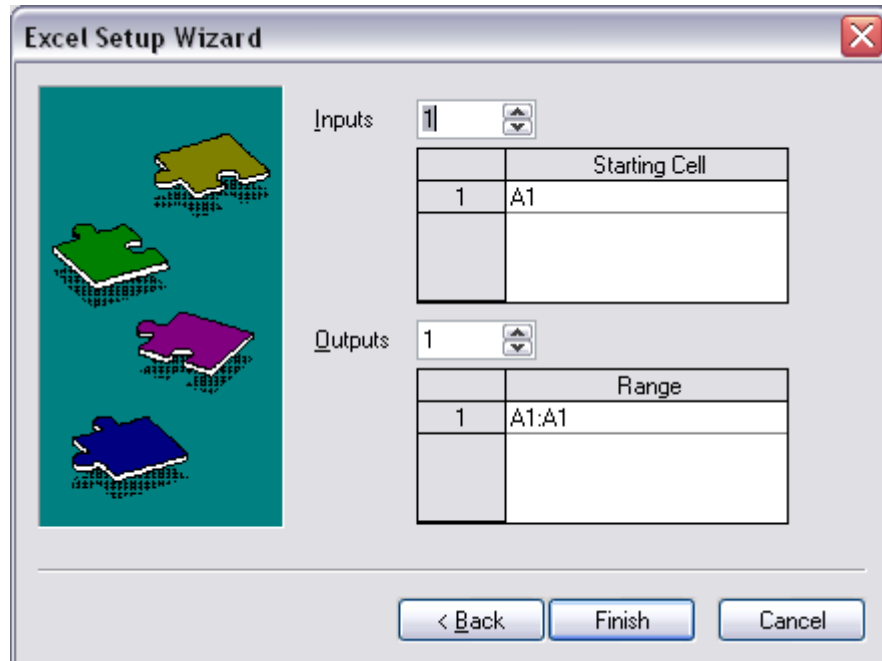 Excel Setup Wizard
Inputs 1
Starting Cell
1 A1
Outputs 1
Range
1 A1:A1
< Back Finish Cancel